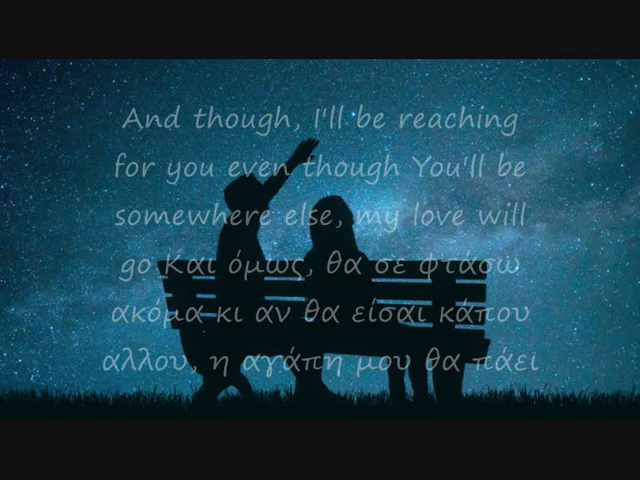 And though, I'll be reaching
for you even though You'll be
somewhere else, my love will
go Και όμως, θα σε φτάσω
ακόμα κι αν θα είσαι κάπου
αλλου, η αγάπη μου θα πάει